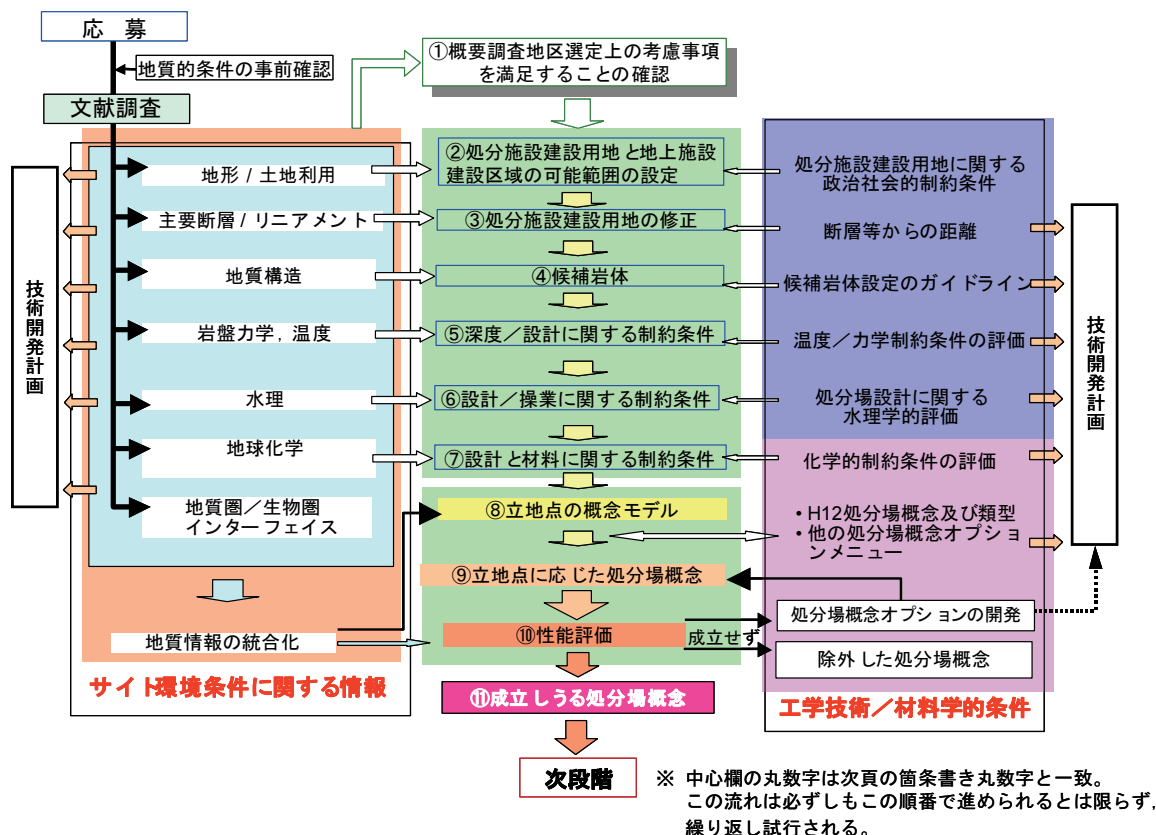 応　募
地質的条件の事前確認
文献調査
①概要調査地区選定上の考慮事項
を満足することの確認
技術開発計画
地形 / 土地利用
主要断層 / リニアメント
地質構造
岩盤力学, 温度
水理
地球化学
地質圏／生物圏
インターフェイス
地質情報の統合化
サイト環境条件に関する情報
②処分施設建設用地と地上施設
建設区域の可能範囲の設定
③処分施設建設用地の修正
④候補岩体
⑤深度／設計に関する制約条件
⑥設計／操業に関する制約条件
⑦設計と材料に関する制約条件
⑧立地点の概念モデル
⑨立地点に応じた処分場概念
⑩性能評価
成立せず
⑪成立しうる処分場概念
次段階
処分施設建設用地に関する
政治社会的制約条件
断層等からの距離
候補岩体設定のガイドライン
温度／力学制約条件の評価
処分場設計に関する
水理学的評価
化学的制約条件の評価
・H12処分場概念及び類型
・他の処分場概念オプショ
ンメニュー
処分場概念オプションの開発
除外した処分場概念
工学技術／材料学的条件
技術開発計画
※ 中心欄の丸数字は次頁の箇条書き丸数字と一致。
この流れは必ずしもこの順番で進められるとは限らず,
繰り返し試行される。